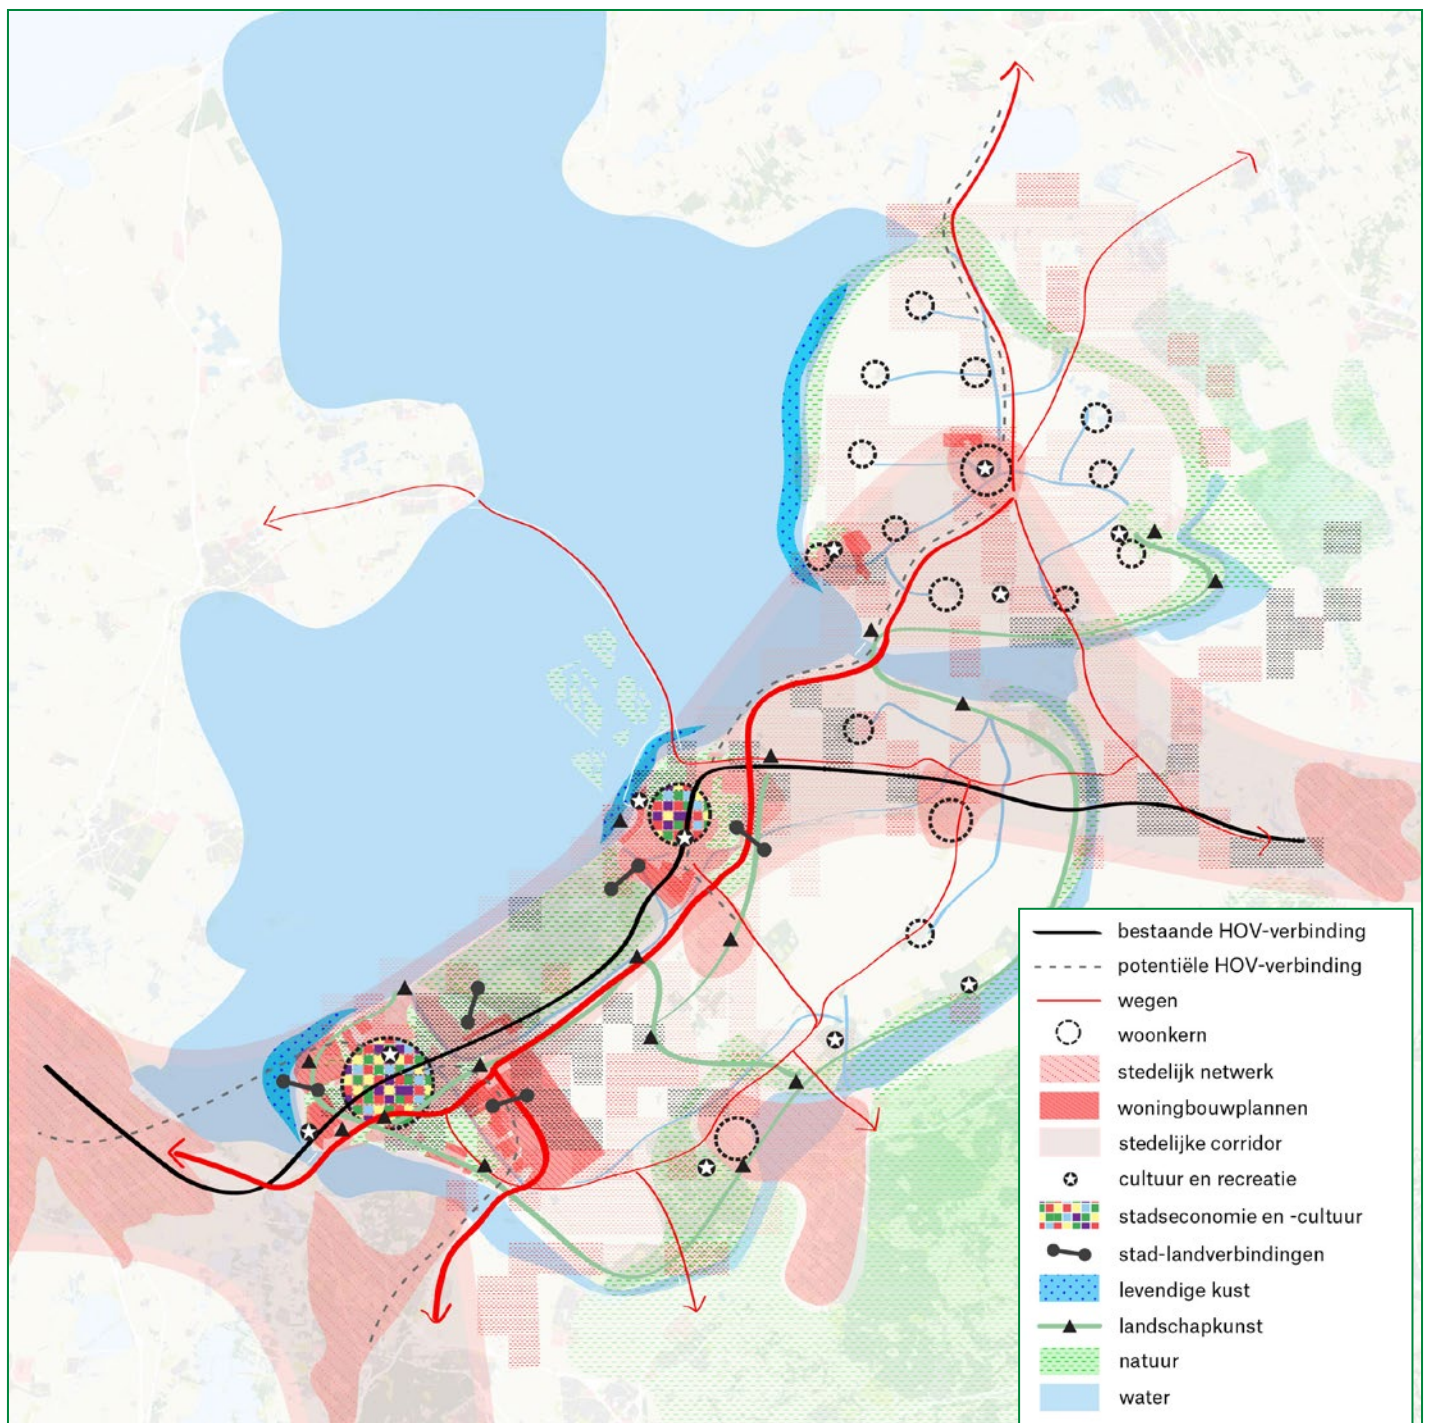 bestaande HOV-verbinding
potentiële HOV-verbinding
wegen
woonkern
stedelijk netwerk
woningbouwplannen
stedelijke corridor
cultuur en recreatie
stadseconomie en -cultuur
stad-landverbindingen
levendige kust
landschapkunst
natuur
water